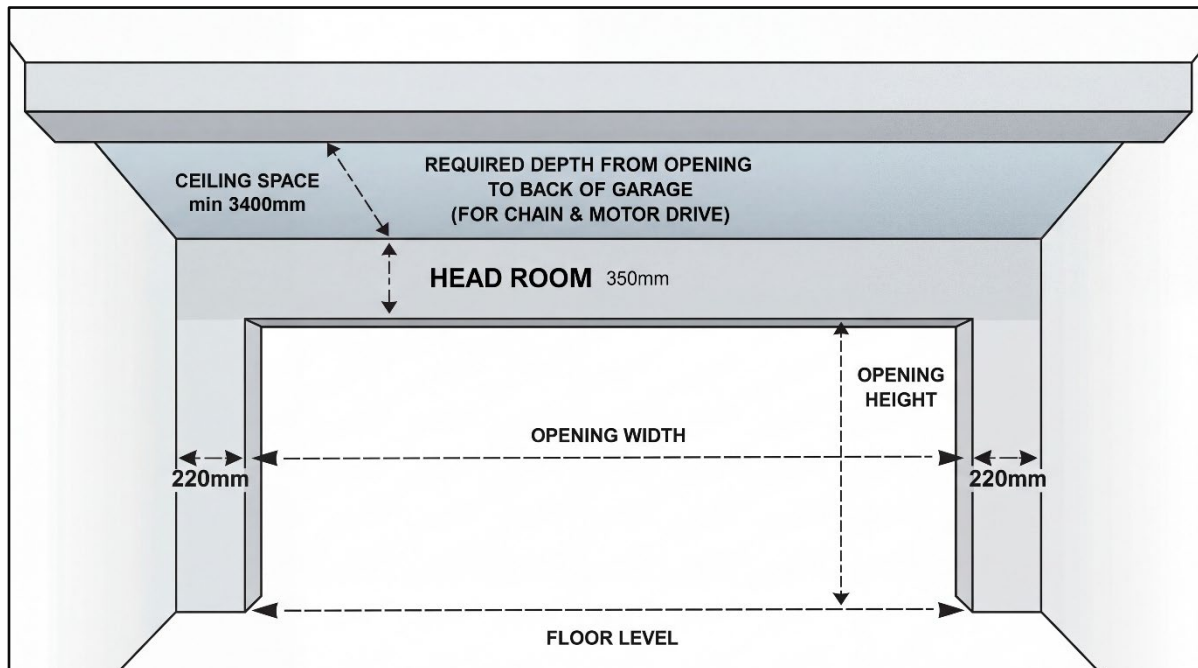 CEILING SPACE
min 3400mm
REQUIRED DEPTH FROM OPENING
TO BACK OF GARAGE
(FOR CHAIN & MOTOR DRIVE)
HEAD ROOM 350mm
OPENING
HEIGHT
OPENING WIDTH
220mm
220mm
FLOOR LEVEL